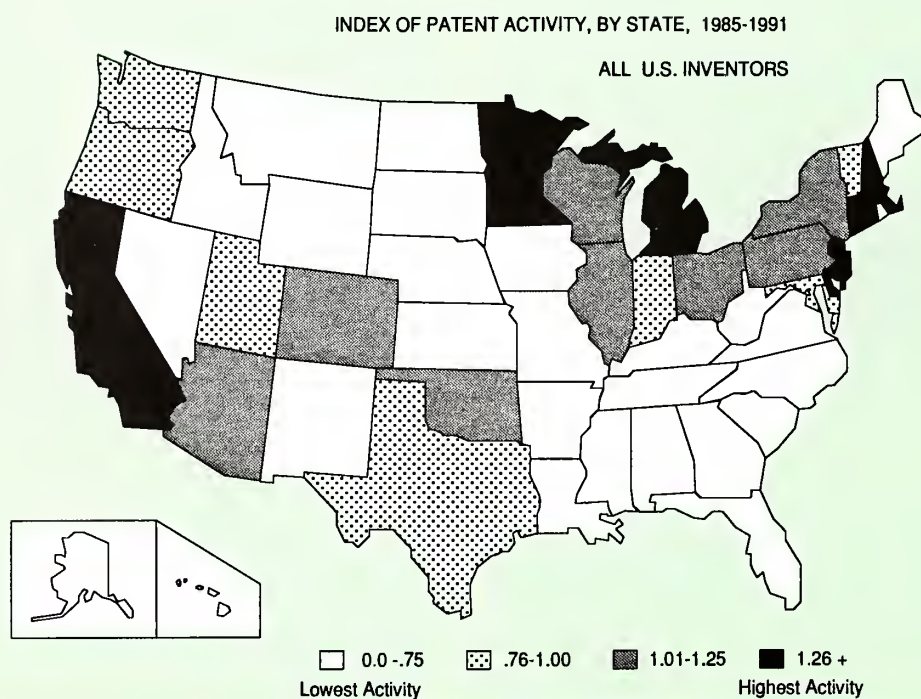 INDEX OF PATENT ACTIVITY, BY STATE, 1985-1991
ALL U.S. INVENTORS
0.0 -.75 .76-1.00 1.01-1.25 1.26 +
Lowest Activity Highest Activity